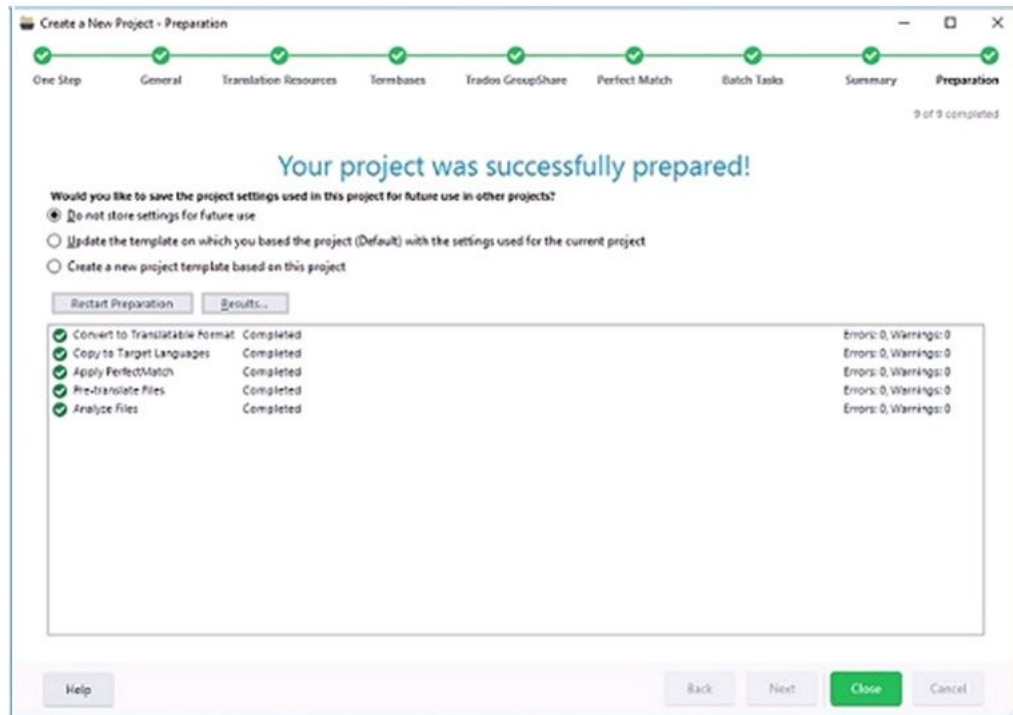 Create a New Project - Preparation
One Step General Translation Resources Termbases Trados GroupShare Perfect Match Batch Tasks Summary Preparation
9 of 9 completed
Your project was successfully prepared!
Would you like to save the project settings used in this project for future use in other projects?
Do not store settings for future use
Update the template on which you based the project (Default) with the settings used for the current project
Create a new project template based on this project
Restart Preparation Results...
Convert to Translatable Format Completed Errors: 0, Warnings: 0
Copy to Target Languages Completed Errors: 0, Warnings: 0
Apply PerfectMatch Completed Errors: 0, Warnings: 0
Pre-translate Files Completed Errors: 0, Warnings: 0
Analyze Files Completed Errors: 0, Warnings: 0
Help Back Next Close Cancel